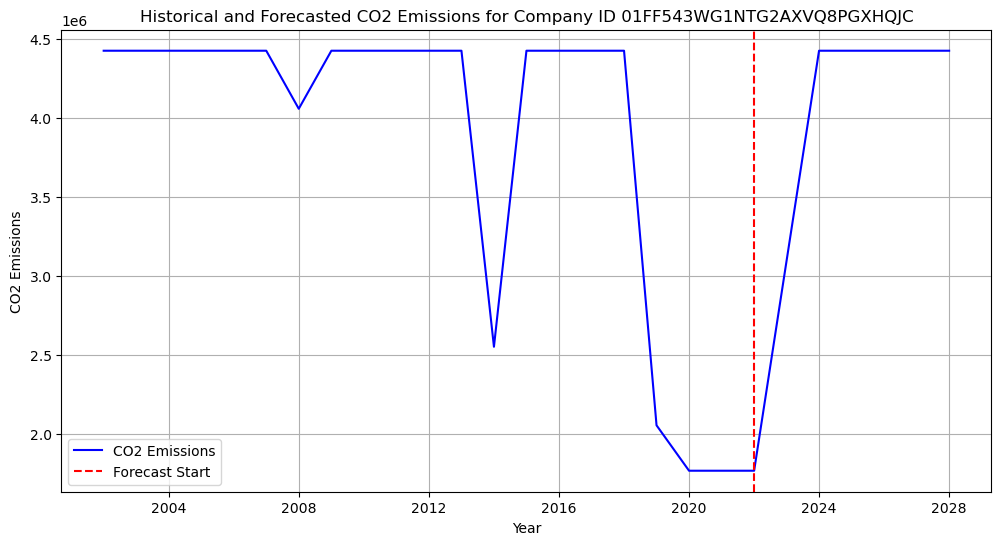 Historical and Forecasted CO2 Emissions for Company ID 01FF543WG1NTG2AXVQ8PGXHQJC
1e6
4.5
4.0
3.5
3.0
2.5
2.0
CO2 Emissions
CO2 Emissions
Forecast Start
2004 2008 2012 2016 2020 2024 2028
Year